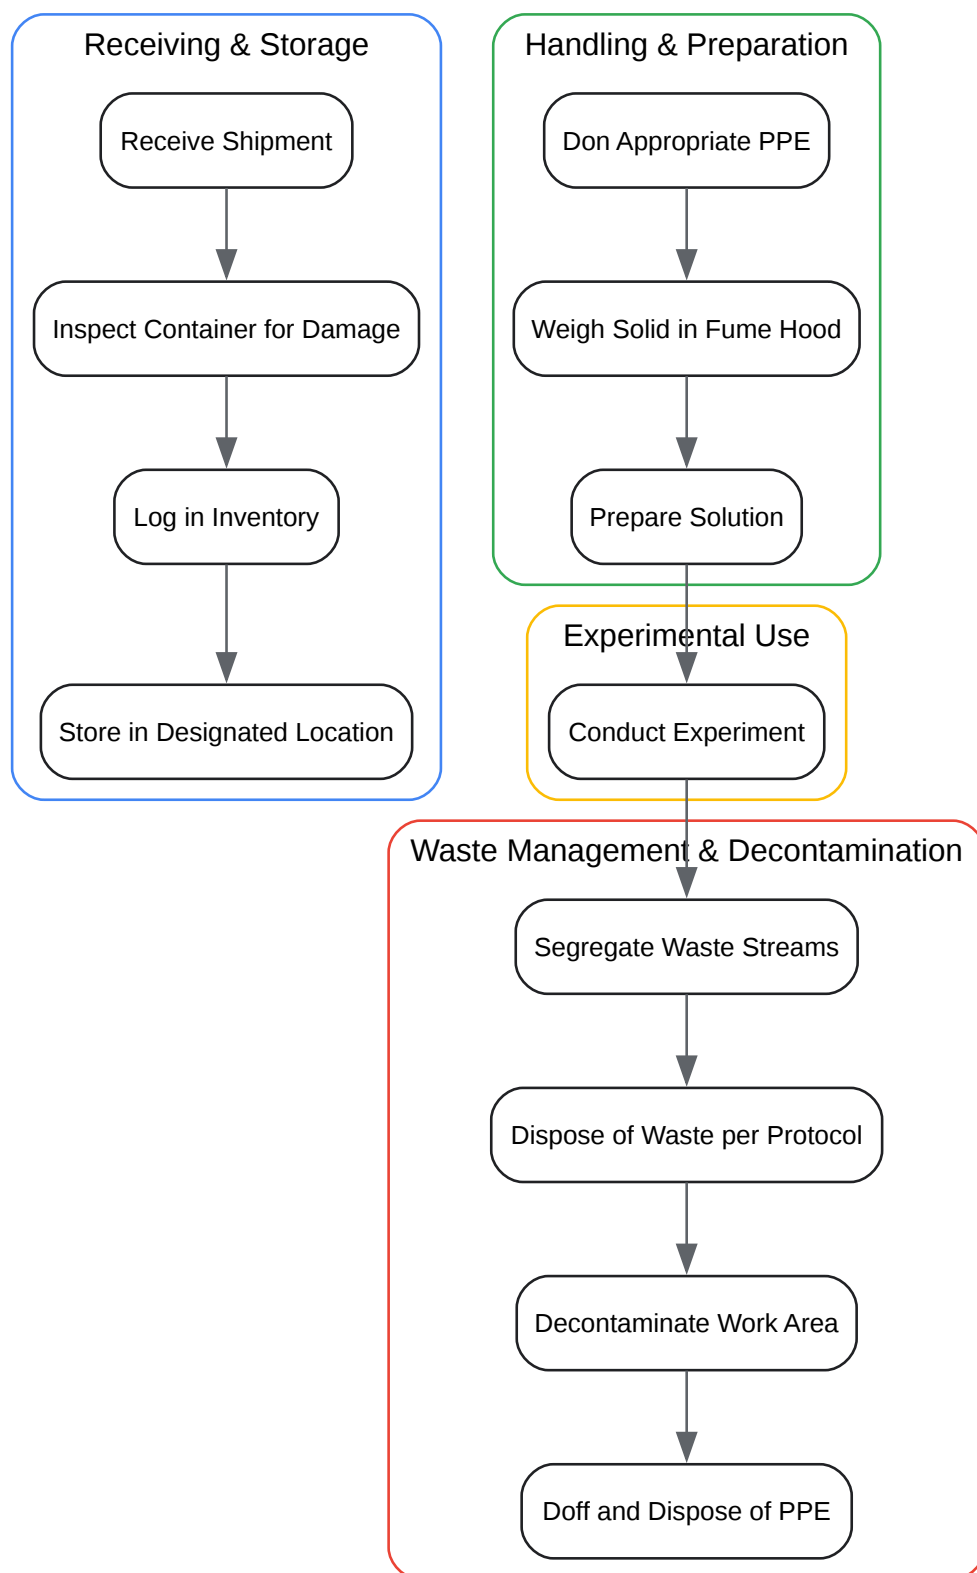 Receiving & Storage
Receive Shipment
Inspect Container for Damage
Log in Inventory
Store in Designated Location
Handling & Preparation
Don Appropriate PPE
Weigh Solid in Fume Hood
Prepare Solution
Experimental Use
Conduct Experiment
Waste Management & Decontamination
Segregate Waste Streams
Dispose of Waste per Protocol
Decontaminate Work Area
Doff and Dispose of PPE